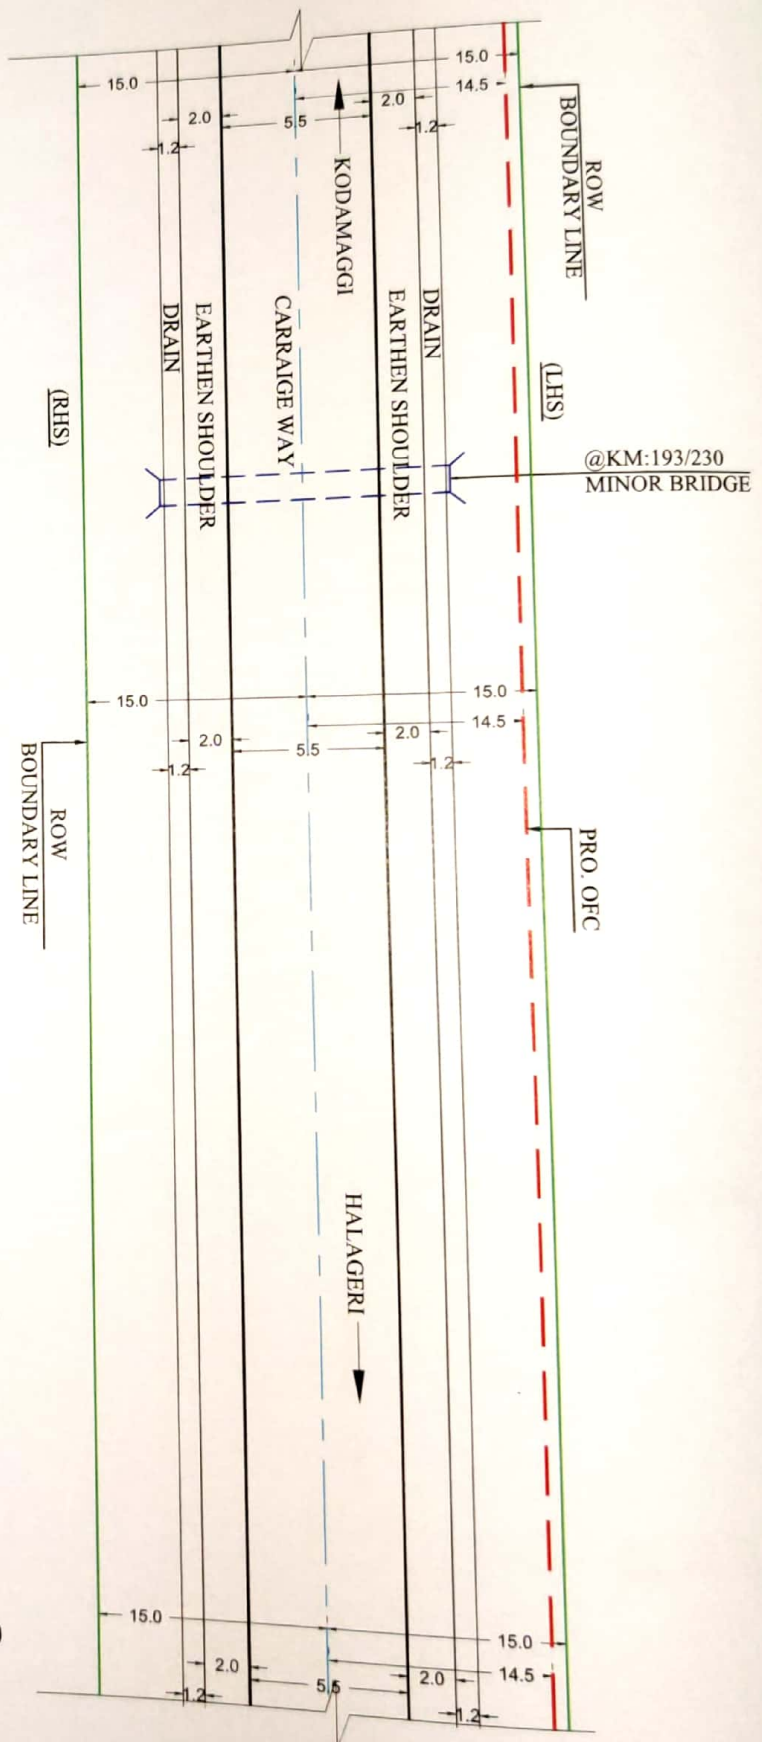 15.0
14.5
15.0
2.0
5.5
2.0
1.2
1.2
ROW
BOUNDARY LINE
KODAMAGGI
DRAIN
EARTHEN SHOULDER
CARRAIGE WAY
EARTHEN SHOULDER
DRAIN
(LHS)
(RHS)
@KM:193/230
MINOR BRIDGE
15.0
15.0
14.5
2.0
5.5
2.0
1.2
1.2
ROW
BOUNDARY LINE
PRO. OFC
HALAGERI
15.0
15.0
14.5
2.0
5.5
2.0
1.2
1.2